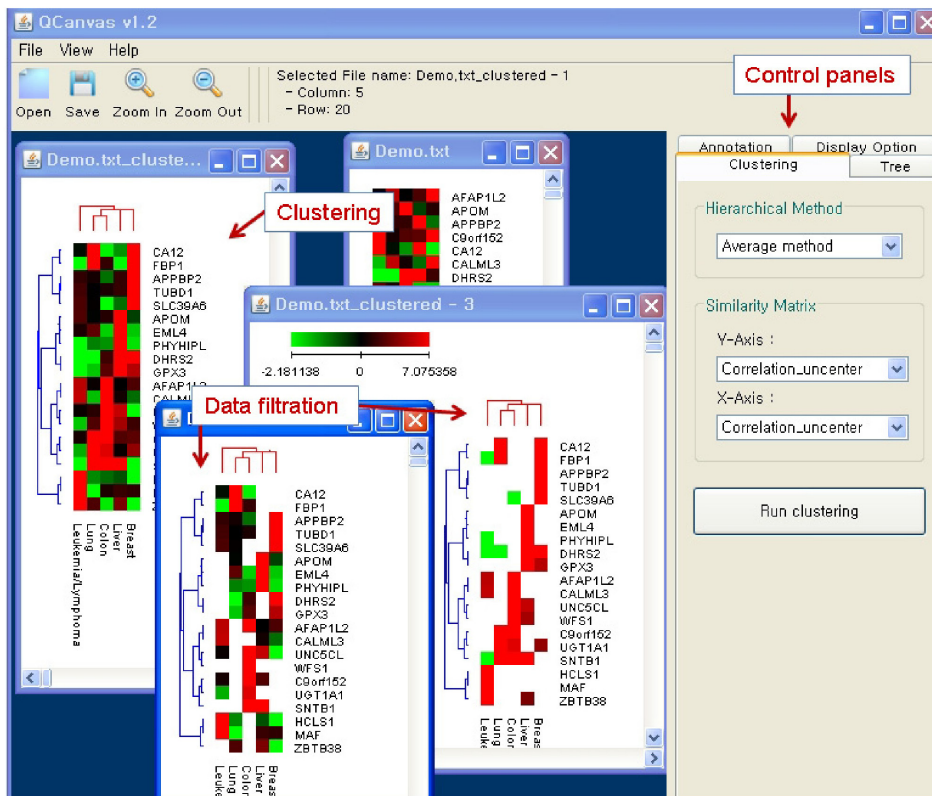 QCanvas v1.2
File View Help
Open Save Zoom In Zoom Out
Selected File name: Demo,txt_clustered - 1
- Column: 5
- Row: 20
Control panels
Demo.txt_cluste...
Clustering
CA12
FBP1
APPBP2
TUBD1
SLC39A6
APOM
EML4
PHYHIPL
DHRS2
GPX3
AFAP1L2
Leukemia/Lymphoma
Lung
Colon
Liver
Breast
Demo.txt
AFAP1L2
APOM
APPBP2
C9orf152
CA12
CALML3
DHRS2
Demo.txt_clustered - 3
-2.181138 0 7.075358
Data filtration
CA12
FBP1
APPBP2
TUBD1
SLC39A6
APOM
EML4
PHYHIPL
DHRS2
GPX3
AFAP1L2
CALML3
UNC5CL
WFS1
C9orf152
UGT1A1
SNTB1
HCLS1
MAF
ZBTB38
Leuke
Lung
Colon
Liver
Breas
CA12
FBP1
APPBP2
TUBD1
SLC39A6
APOM
EML4
PHYHIPL
DHRS2
GPX3
AFAP1L2
CALML3
UNC5CL
WFS1
C9orf152
UGT1A1
SNTB1
HCLS1
MAF
ZBTB38
Leuker
Lung
Colon
Liver
Breas
Annotation Display Option
Clustering Tree
Hierarchical Method
Average method
Similarity Matrix
Y-Axis :
Correlation_uncenter
X-Axis :
Correlation_uncenter
Run clustering